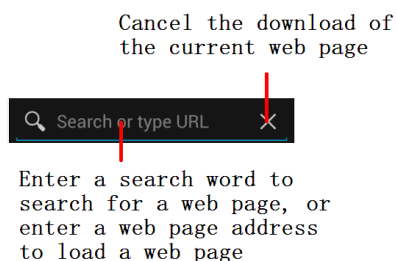 Cancel the download of
the current web page
Search or type URL
Enter a search word to
search for a web page, or
enter a web page address
to load a web page